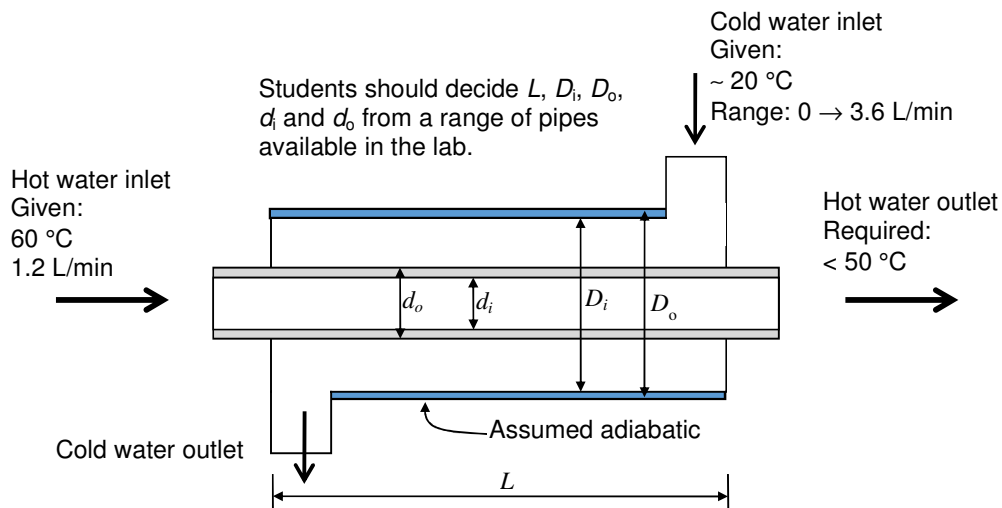 Cold water inlet
Given:
~ 20 °C
Range: 0 → 3.6 L/min
Students should decide L, Di, Do,
di and do from a range of pipes
available in the lab.
Hot water inlet
Given:
60 °C
1.2 L/min
Hot water outlet
Required:
< 50 °C
do
di
Di
Do
Assumed adiabatic
Cold water outlet
L